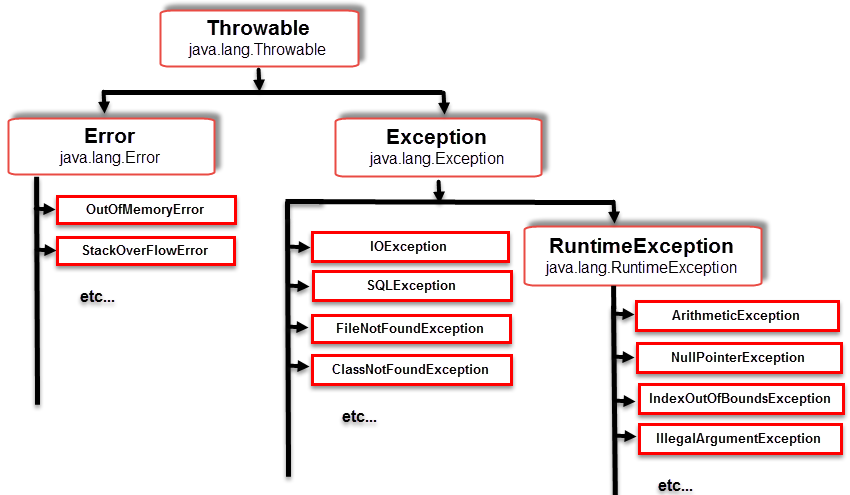 Throwable
java.lang.Throwable
Error
java.lang.Error
OutOfMemoryError
StackOverFlowError
etc...
Exception
java.lang.Exception
IOException
SQLException
FileNotFoundException
ClassNotFoundException
etc...
RuntimeException
java.lang.RuntimeException
ArithmeticException
NullPointerException
IndexOutOfBoundsException
IllegalArgumentException
etc...